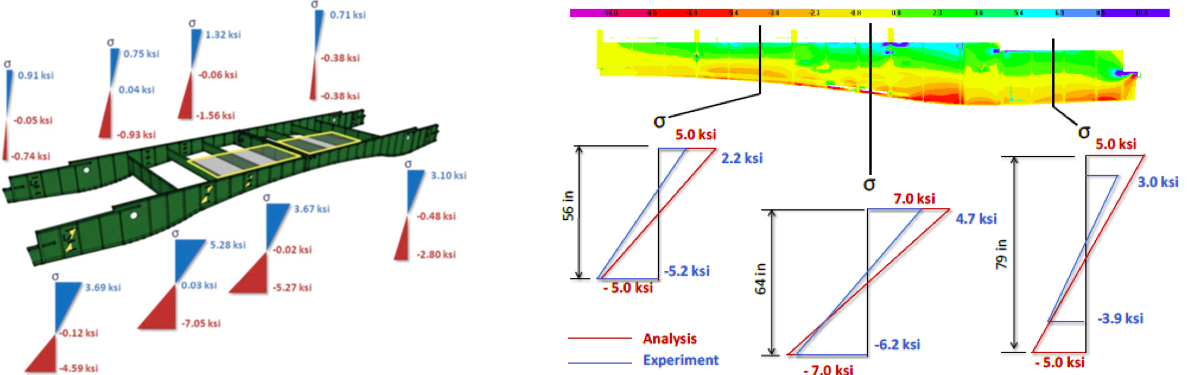 σ
0.71 ksi
-0.38 ksi
-0.38 ksi
σ
1.32 ksi
-0.06 ksi
-1.56 ksi
σ
0.75 ksi
0.04 ksi
-0.93 ksi
σ
0.91 ksi
-0.05 ksi
-0.74 ksi
3.10 ksi
-0.48 ksi
-2.80 ksi
σ
3.67 ksi
-0.02 ksi
-5.27 ksi
σ
5.28 ksi
0.03 ksi
-7.05 ksi
σ
3.69 ksi
-0.12 ksi
-4.59 ksi
σ
5.0 ksi
2.2 ksi
56 in
-5.2 ksi
- 5.0 ksi
σ
7.0 ksi
4.7 ksi
64 in
-6.2 ksi
- 7.0 ksi
σ
5.0 ksi
3.0 ksi
79 in
-3.9 ksi
- 5.0 ksi
Analysis
Experiment